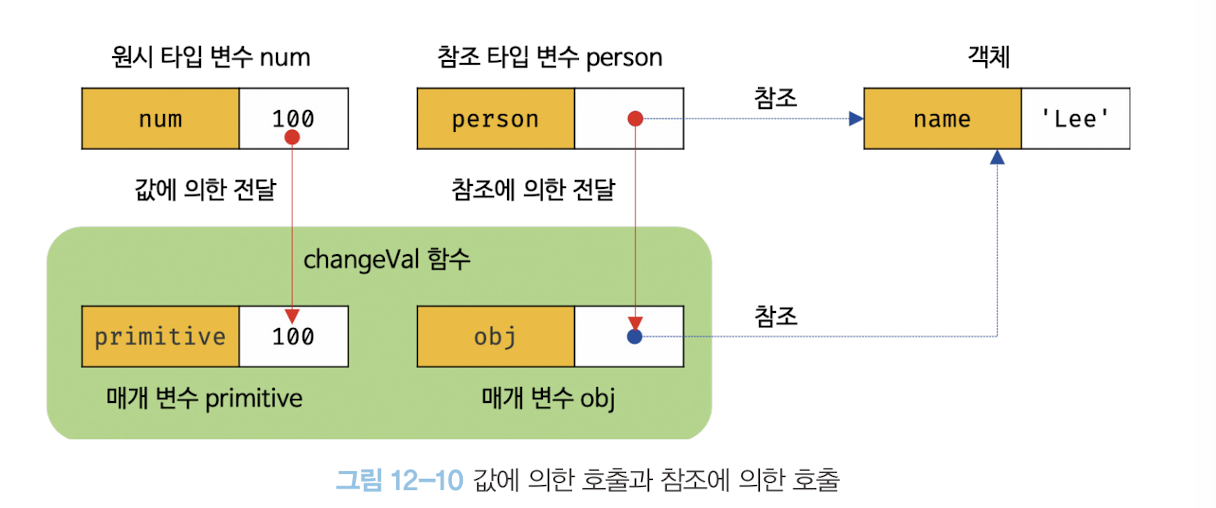 원시 타입 변수 num
참조 타입 변수 person
객체
num
100
person
참조
name
'Lee'
값에 의한 전달
참조에 의한 전달
changeVal 함수
primitive
100
obj
참조
매개 변수 primitive
매개 변수 obj
그림 12-10 값에 의한 호출과 참조에 의한 호출